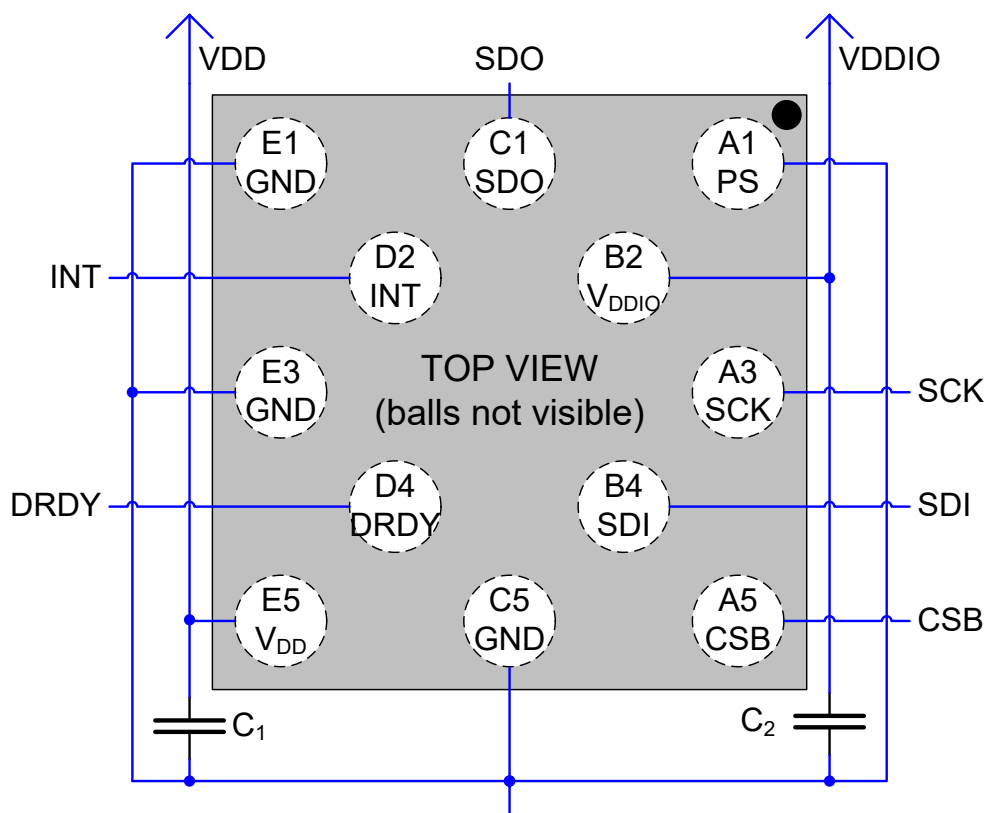 VDD
SDO
VDDIO
E1
GND
C1
SDO
A1
PS
INT
D2
INT
B2
VDDIO
TOP VIEW
(balls not visible)
E3
GND
A3
SCK
SCK
DRDY
D4
DRDY
B4
SDI
SDI
E5
VDD
C5
GND
A5
CSB
CSB
C1
C2